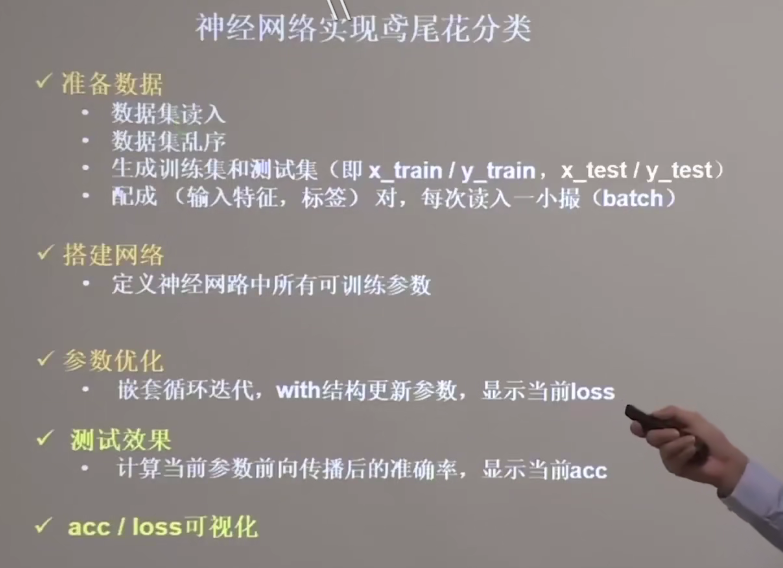 神经网络实现鸢尾花分类
✓ 准备数据
• 数据集读入
• 数据集乱序
• 生成训练集和测试集（即 x_train / y_train，x_test / y_test）
• 配成 （输入特征，标签） 对，每次读入一小撮（batch）
✓ 搭建网络
• 定义神经网路中所有可训练参数
✓ 参数优化
• 嵌套循环迭代，with结构更新参数，显示当前loss
✓ 测试效果
• 计算当前参数前向传播后的准确率，显示当前acc
✓ acc / loss可视化